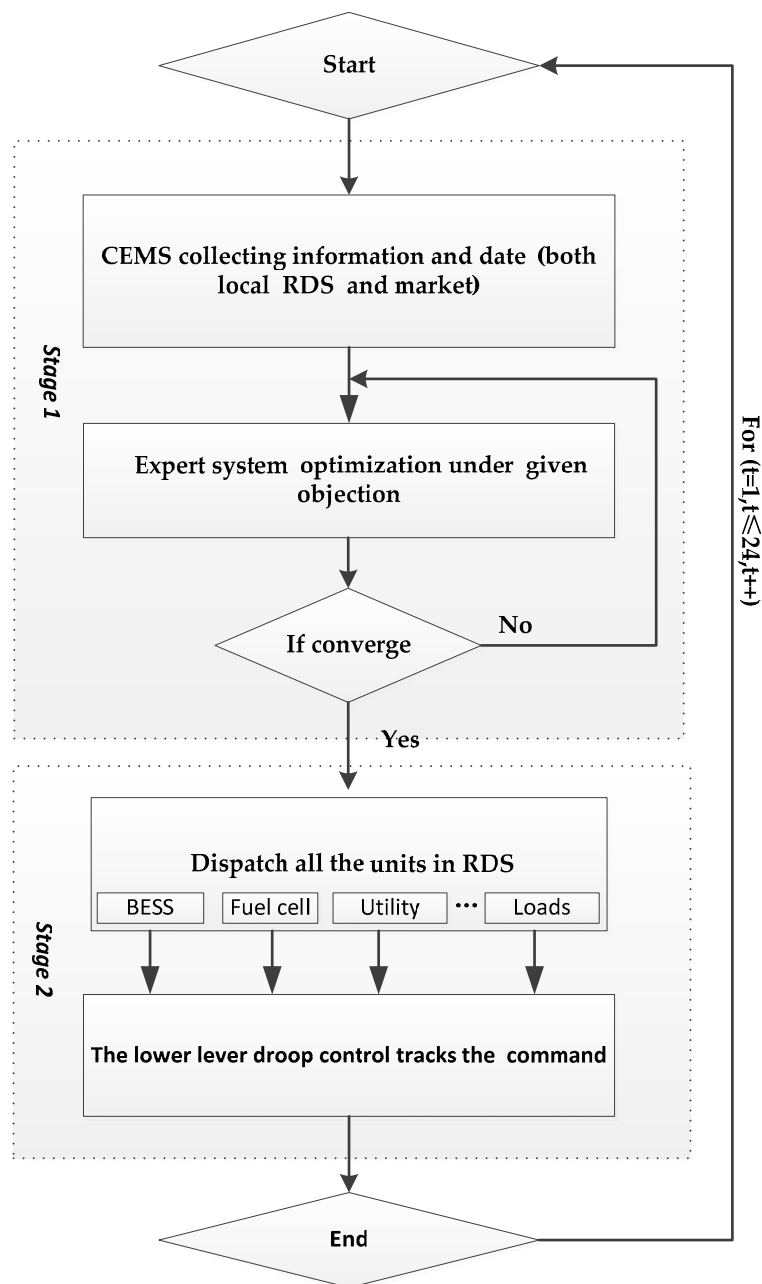 Start
CEMS collecting information and date (both
local RDS and market)
Stage 1
Expert system optimization under given
objection
If converge
No
Yes
For (t=1,t≤24,t++)
Dispatch all the units in RDS
BESS
Fuel cell
Utility
...
Loads
Stage 2
The lower lever droop control tracks the command
End